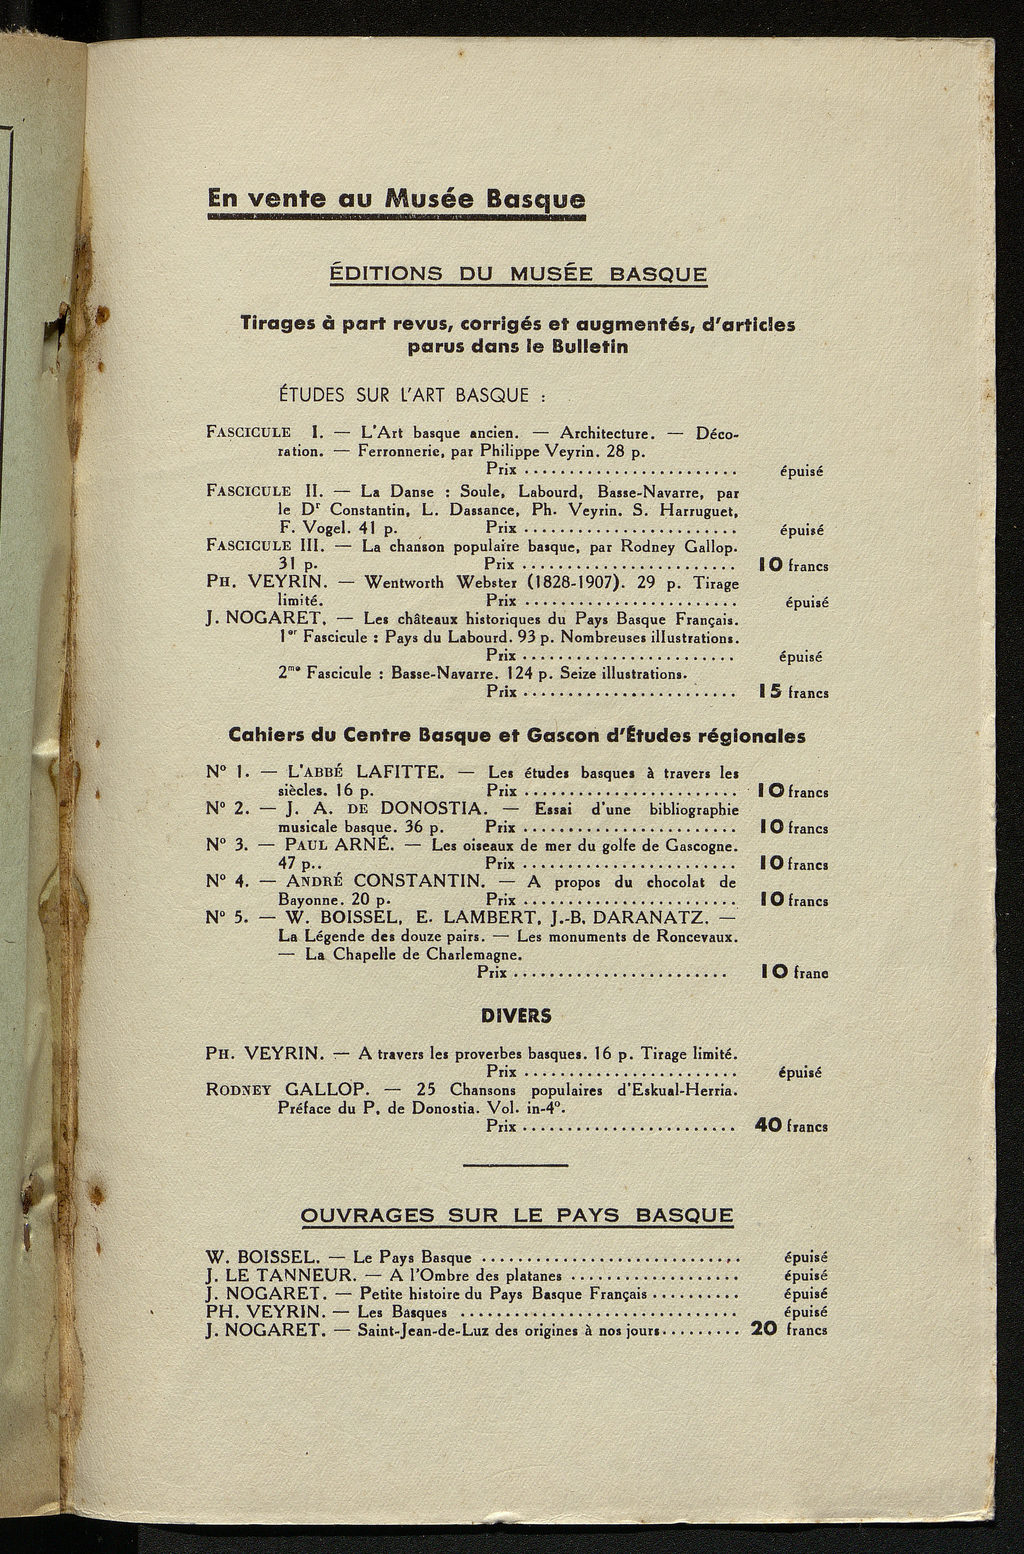 En vente au Musée Basque
ÉDITIONS DU MUSÉE BASQUE
Tirages à part revus, corrigés et augmentés, d'articles
parus dans le Bulletin
ÉTUDES SUR L'ART BASQUE :
FASCICULE I. — L'Art basque ancien. — Architecture. — Déco-
ration. — Ferronnerie, par Philippe Veyrin. 28 p.
Prix ........................ épuisé
FASCICULE II. — La Danse : Soule, Labourd, Basse-Navarre, par
le Dr Constantin, L. Dassance, Ph. Veyrin. S. Harruguet,
F. Vogel. 41 p. Prix ........................ épuisé
FASCICULE III. — La chanson populaire basque, par Rodney Gallop.
31 p. Prix ........................ 10 francs
PH. VEYRIN. — Wentworth Webster (1828-1907). 29 p. Tirage
limité. Prix ........................ épuisé
J. NOGARET, — Les châteaux historiques du Pays Basque Français.
1er Fascicule : Pays du Labourd. 93 p. Nombreuses illustrations.
Prix ........................ épuisé
2me Fascicule : Basse-Navarre. 124 p. Seize illustrations.
Prix ........................ 15 francs
Cahiers du Centre Basque et Gascon d'Études régionales
N° 1. — L'ABBÉ LAFITTE. — Les études basques à travers les
siècles. 16 p. Prix ........................ 10 francs
N° 2. — J. A. DE DONOSTIA. — Essai d'une bibliographie
musicale basque. 36 p. Prix ........................ 10 francs
N° 3. — PAUL ARNÉ. — Les oiseaux de mer du golfe de Gascogne.
47 p.. Prix ........................ 10 francs
N° 4. — ANDRÉ CONSTANTIN. — A propos du chocolat de
Bayonne. 20 p. Prix ........................ 10 francs
N° 5. — W. BOISSEL, E. LAMBERT, J.-B. DARANATZ. —
La Légende des douze pairs. — Les monuments de Roncevaux.
— La Chapelle de Charlemagne.
Prix ........................ 10 franc
DIVERS
PH. VEYRIN. — A travers les proverbes basques. 16 p. Tirage limité.
Prix ........................ épuisé
RODNEY GALLOP. — 25 Chansons populaires d'Eskual-Herria.
Préface du P. de Donostia. Vol. in-4°.
Prix ........................ 40 francs
OUVRAGES SUR LE PAYS BASQUE
W. BOISSEL. — Le Pays Basque ............................. épuisé
J. LE TANNEUR. — A l'Ombre des platanes ................... épuisé
J. NOGARET. — Petite histoire du Pays Basque Français .......... épuisé
PH. VEYRIN. — Les Basques ............................... épuisé
J. NOGARET. — Saint-Jean-de-Luz des origines à nos jours......... 20 francs